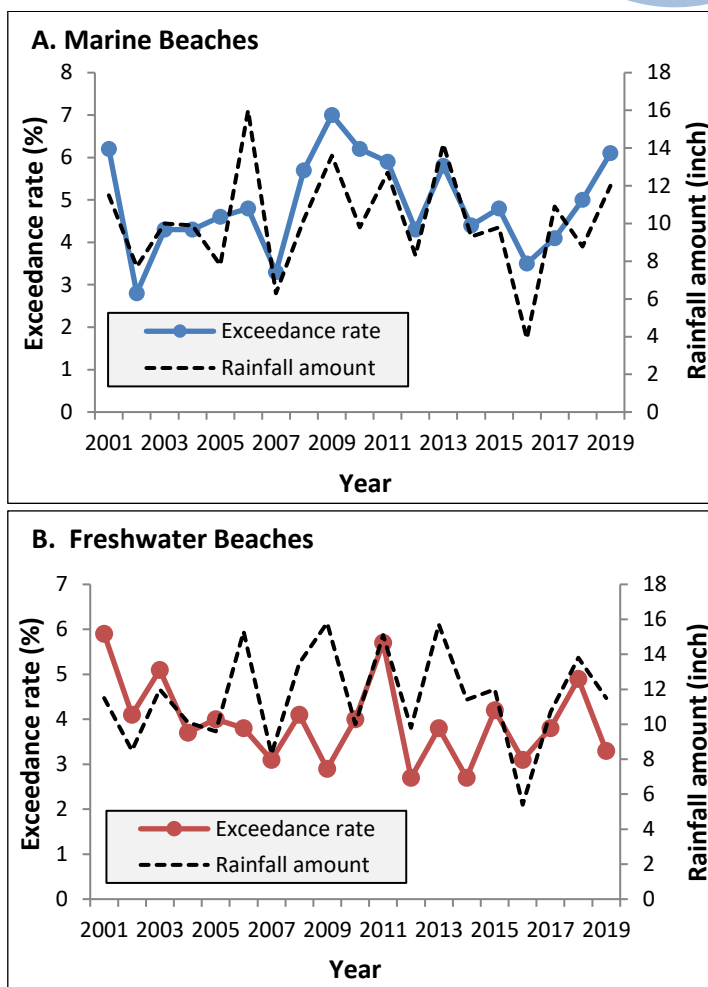 A. Marine Beaches
Exceedance rate (%)
8
7
6
5
4
3
2
1
0
18
16
14
12
10
8
6
4
2
0
Rainfall amount (inch)
Exceedance rate
Rainfall amount
2001 2003 2005 2007 2009 2011 2013 2015 2017 2019
Year
B. Freshwater Beaches
Exceedance rate (%)
7
6
5
4
3
2
1
0
18
16
14
12
10
8
6
4
2
0
Rainfall amount (inch)
Exceedance rate
Rainfall amount
2001 2003 2005 2007 2009 2011 2013 2015 2017 2019
Year